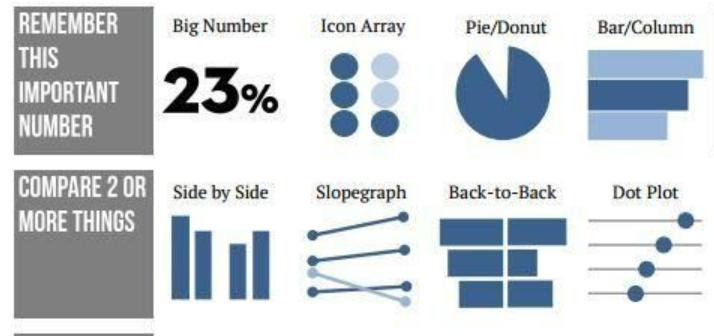 REMEMBER
THIS
IMPORTANT
NUMBER
Big Number
Icon Array
Pie/Donut
Bar/Column
23%
COMPARE 2 OR
MORE THINGS
Side by Side
Slopegraph
Back-to-Back
Dot Plot